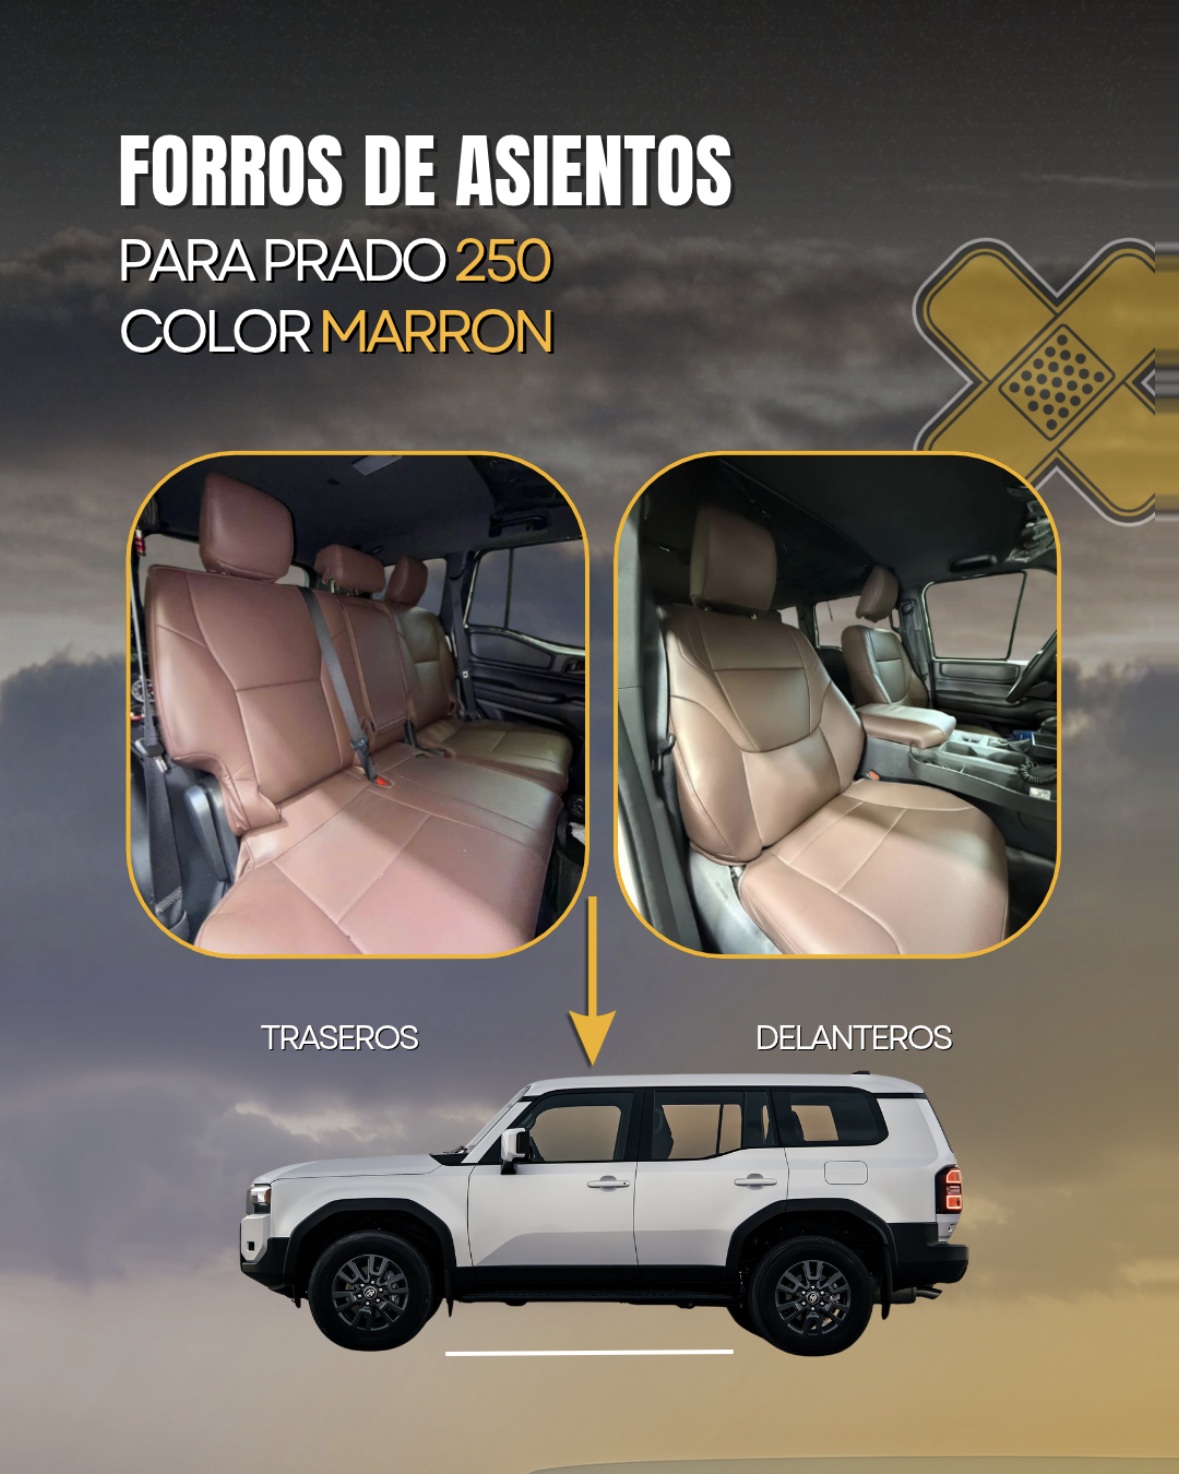 FORROS DE ASIENTOS
PARA PRADO 250
COLOR MARRON
TRASEROS
DELANTEROS